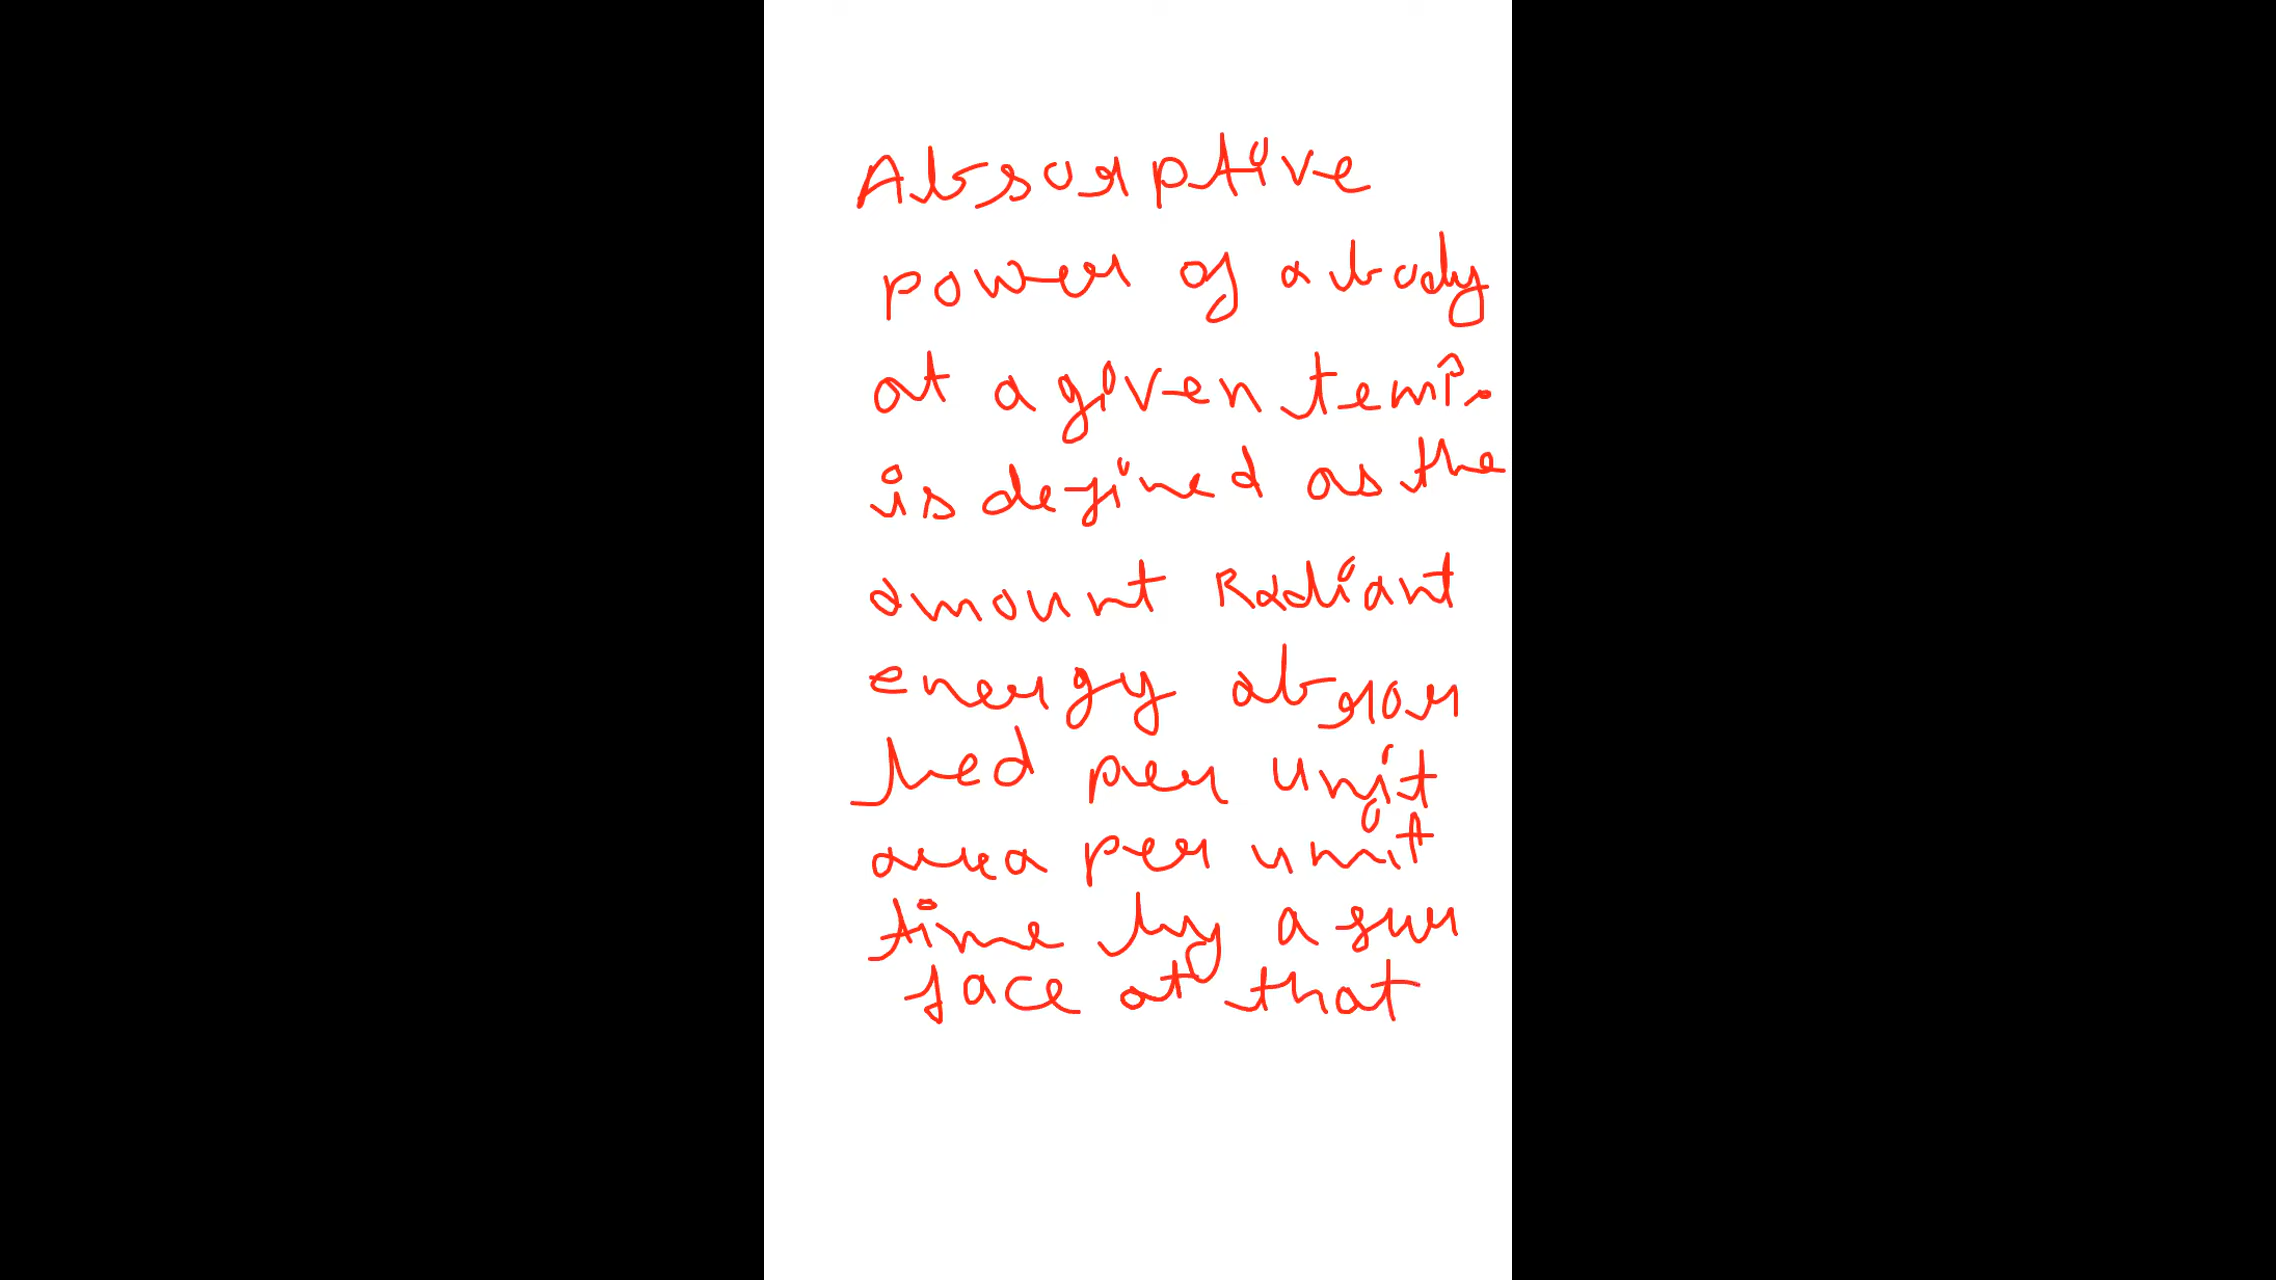 Absorptive
power of a body
at a given temp.
is defined as the
amount Radiant
energy absor
bed per unit
area per unit
time by a sur
face at that